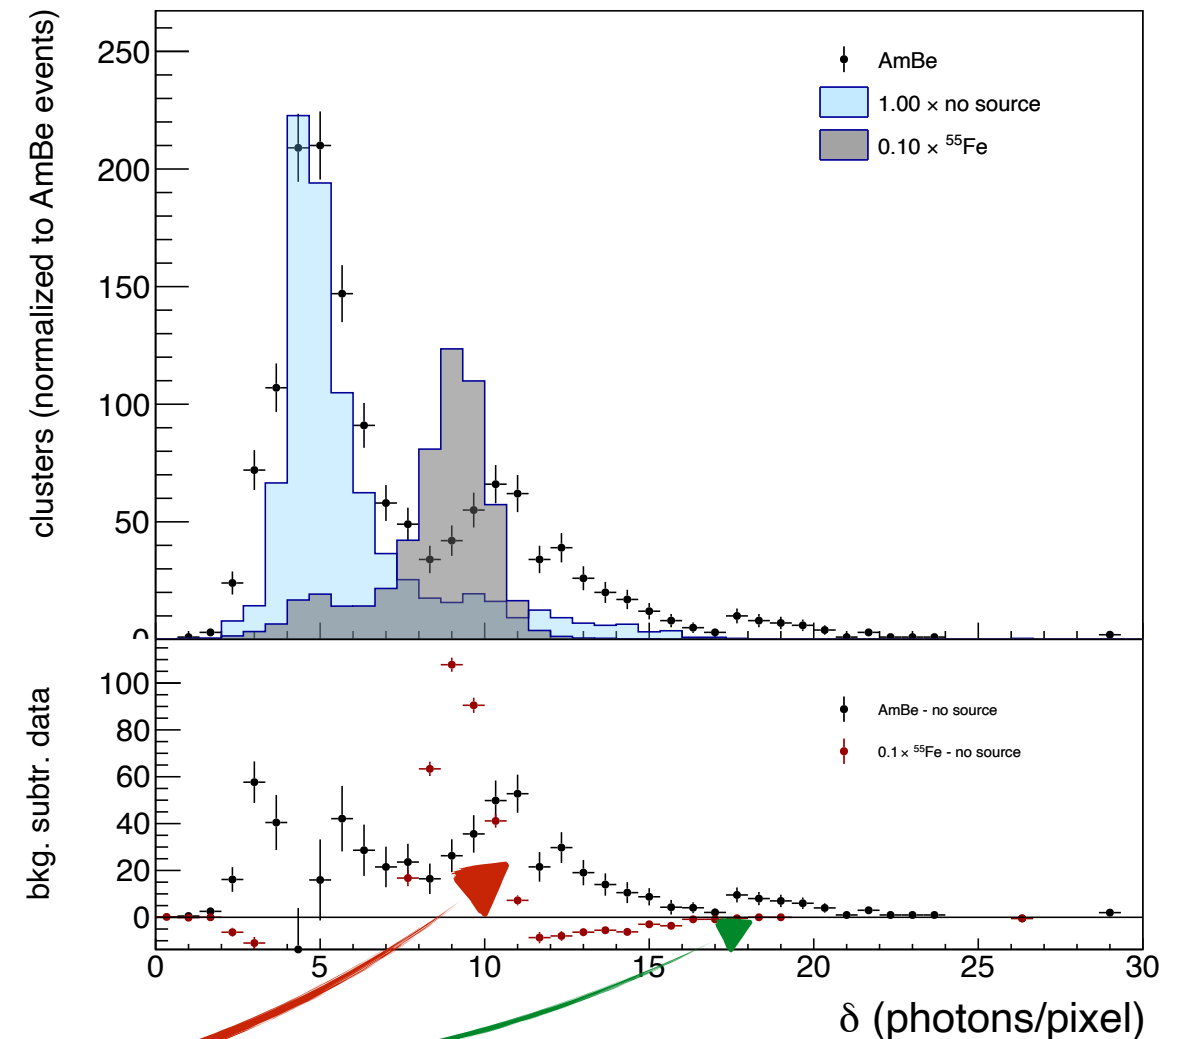 clusters (normalized to AmBe events)
250
200
150
100
50
0
AmBe
1.00 × no source
0.10 × ⁵⁵Fe
bkg. subtr. data
100
80
60
40
20
0
AmBe - no source
0.1× ⁵⁵Fe - no source
0 5 10 15 20 25 30
δ (photons/pixel)